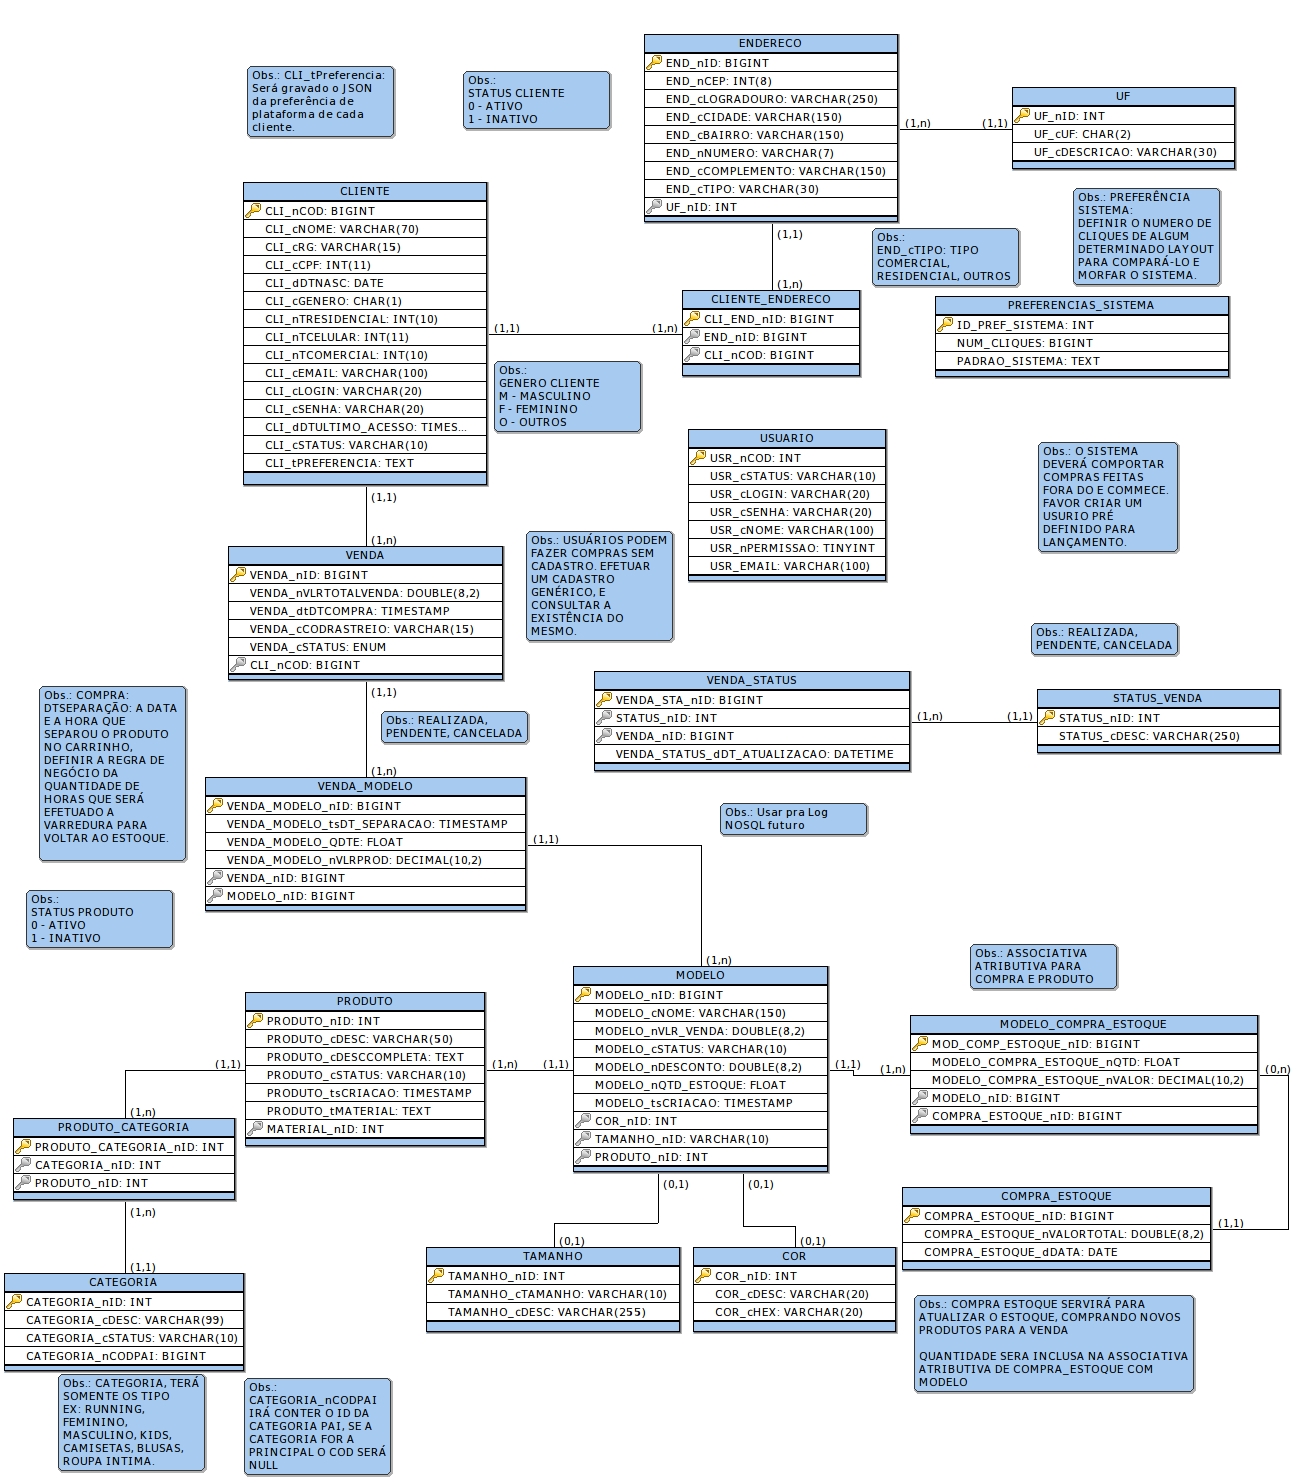 Obs.: CLI_tPreferencia:
Será gravado o JSON
da preferência de
plataforma de cada
cliente.
Obs.:
STATUS CLIENTE
0 - ATIVO
1 - INATIVO
ENDERECO
END_nID: BIGINT
END_nCEP: INT(8)
END_cLOGRADOURO: VARCHAR(250)
END_cCIDADE: VARCHAR(150)
END_cBAIRRO: VARCHAR(150)
END_nNUMERO: VARCHAR(7)
END_cCOMPLEMENTO: VARCHAR(150)
END_cTIPO: VARCHAR(30)
UF_nID: INT
(1,n)
(1,1)
UF
UF_nID: INT
UF_cUF: CHAR(2)
UF_cDESCRICAO: VARCHAR(30)
Obs.: PREFERÊNCIA
SISTEMA:
DEFINIR O NUMERO DE
CLIQUES DE ALGUM
DETERMINADO LAYOUT
PARA COMPARÁ-LO E
MORFAR O SISTEMA.
Obs.:
END_cTIPO: TIPO
COMERCIAL,
RESIDENCIAL, OUTROS
(1,1)
(1,n)
CLIENTE
CLI_nCOD: BIGINT
CLI_cNOME: VARCHAR(70)
CLI_cRG: VARCHAR(15)
CLI_cCPF: INT(11)
CLI_dDTNASC: DATE
CLI_cGENERO: CHAR(1)
CLI_nTRESIDENCIAL: INT(10)
CLI_nTCELULAR: INT(11)
CLI_nTCOMERCIAL: INT(10)
CLI_cEMAIL: VARCHAR(100)
CLI_cLOGIN: VARCHAR(20)
CLI_cSENHA: VARCHAR(20)
CLI_dDTULTIMO_ACESSO: TIMES...
CLI_cSTATUS: VARCHAR(10)
CLI_tPREFERENCIA: TEXT
(1,1)
(1,n)
CLIENTE_ENDERECO
CLI_END_nID: BIGINT
END_nID: BIGINT
CLI_nCOD: BIGINT
PREFERENCIAS_SISTEMA
ID_PREF_SISTEMA: INT
NUM_CLIQUES: BIGINT
PADRAO_SISTEMA: TEXT
Obs.:
GENERO CLIENTE
M - MASCULINO
F - FEMININO
O - OUTROS
USUARIO
USR_nCOD: INT
USR_cSTATUS: VARCHAR(10)
USR_cLOGIN: VARCHAR(20)
USR_cSENHA: VARCHAR(20)
USR_cNOME: VARCHAR(100)
USR_nPERMISSAO: TINYINT
USR_EMAIL: VARCHAR(100)
Obs.: O SISTEMA
DEVERÁ COMPORTAR
COMPRAS FEITAS
FORA DO E COMMECE.
FAVOR CRIAR UM
USURIO PRÉ
DEFINIDO PARA
LANÇAMENTO.
(1,1)
(1,n)
VENDA
VENDA_nID: BIGINT
VENDA_nVLRTOTALVENDA: DOUBLE(8,2)
VENDA_dtDTCOMPRA: TIMESTAMP
VENDA_cCODRASTREIO: VARCHAR(15)
VENDA_cSTATUS: ENUM
CLI_nCOD: BIGINT
Obs.: USUÁRIOS PODEM
FAZER COMPRAS SEM
CADASTRO. EFETUAR
UM CADASTRO
GENÉRICO, E
CONSULTAR A
EXISTÊNCIA DO
MESMO.
Obs.: REALIZADA,
PENDENTE, CANCELADA
VENDA_STATUS
VENDA_STA_nID: BIGINT
STATUS_nID: INT
VENDA_nID: BIGINT
VENDA_STATUS_dDT_ATUALIZACAO: DATETIME
(1,n)
(1,1)
STATUS_VENDA
STATUS_nID: INT
STATUS_cDESC: VARCHAR(250)
Obs.: COMPRA:
DTSEPARAÇÃO: A DATA
E A HORA QUE
SEPAROU O PRODUTO
NO CARRINHO,
DEFINIR A REGRA DE
NEGÓCIO DA
QUANTIDADE DE
HORAS QUE SERÁ
EFETUADO A
VARREDURA PARA
VOLTAR AO ESTOQUE.
(1,1)
Obs.: REALIZADA,
PENDENTE, CANCELADA
(1,n)
VENDA_MODELO
VENDA_MODELO_nID: BIGINT
VENDA_MODELO_tsDT_SEPARACAO: TIMESTAMP
VENDA_MODELO_QDTE: FLOAT
VENDA_MODELO_nVLRPROD: DECIMAL(10,2)
VENDA_nID: BIGINT
MODELO_nID: BIGINT
Obs.: Usar pra Log
NOSQL futuro
(1,1)
(1,n)
Obs.:
STATUS PRODUTO
0 - ATIVO
1 - INATIVO
Obs.: ASSOCIATIVA
ATRIBUTIVA PARA
COMPRA E PRODUTO
PRODUTO
PRODUTO_nID: INT
PRODUTO_cDESC: VARCHAR(50)
PRODUTO_cDESCCOMPLETA: TEXT
PRODUTO_cSTATUS: VARCHAR(10)
PRODUTO_tsCRIACAO: TIMESTAMP
PRODUTO_tMATERIAL: TEXT
MATERIAL_nID: INT
(1,n)
(1,1)
MODELO
MODELO_nID: BIGINT
MODELO_cNOME: VARCHAR(150)
MODELO_nVLR_VENDA: DOUBLE(8,2)
MODELO_cSTATUS: VARCHAR(10)
MODELO_nDESCONTO: DOUBLE(8,2)
MODELO_nQTD_ESTOQUE: FLOAT
MODELO_tsCRIACAO: TIMESTAMP
COR_nID: INT
TAMANHO_nID: VARCHAR(10)
PRODUTO_nID: INT
(1,1)
(1,n)
MODELO_COMPRA_ESTOQUE
MOD_COMP_ESTOQUE_nID: BIGINT
MODELO_COMPRA_ESTOQUE_nQTD: FLOAT
MODELO_COMPRA_ESTOQUE_nVALOR: DECIMAL(10,2)
MODELO_nID: BIGINT
COMPRA_ESTOQUE_nID: BIGINT
(0,n)
(1,1)
(1,1)
(1,n)
PRODUTO_CATEGORIA
PRODUTO_CATEGORIA_nID: INT
CATEGORIA_nID: INT
PRODUTO_nID: INT
(1,n)
(1,1)
(0,1)
(0,1)
(0,1)
(0,1)
COMPRA_ESTOQUE
COMPRA_ESTOQUE_nID: BIGINT
COMPRA_ESTOQUE_nVALORTOTAL: DOUBLE(8,2)
COMPRA_ESTOQUE_dDATA: DATE
TAMANHO
TAMANHO_nID: INT
TAMANHO_cTAMANHO: VARCHAR(10)
TAMANHO_cDESC: VARCHAR(255)
COR
COR_nID: INT
COR_cDESC: VARCHAR(20)
COR_cHEX: VARCHAR(20)
CATEGORIA
CATEGORIA_nID: INT
CATEGORIA_cDESC: VARCHAR(99)
CATEGORIA_cSTATUS: VARCHAR(10)
CATEGORIA_nCODPAI: BIGINT
Obs.: COMPRA ESTOQUE SERVIRÁ PARA
ATUALIZAR O ESTOQUE, COMPRANDO NOVOS
PRODUTOS PARA A VENDA
QUANTIDADE SERA INCLUSA NA ASSOCIATIVA
ATRIBUTIVA DE COMPRA_ESTOQUE COM
MODELO
Obs.: CATEGORIA, TERÁ
SOMENTE OS TIPO
EX: RUNNING,
FEMININO,
MASCULINO, KIDS,
CAMISETAS, BLUSAS,
ROUPA INTIMA.
Obs.:
CATEGORIA_nCODPAI
IRÁ CONTER O ID DA
CATEGORIA PAI, SE A
CATEGORIA FOR A
PRINCIPAL O COD SERÁ
NULL